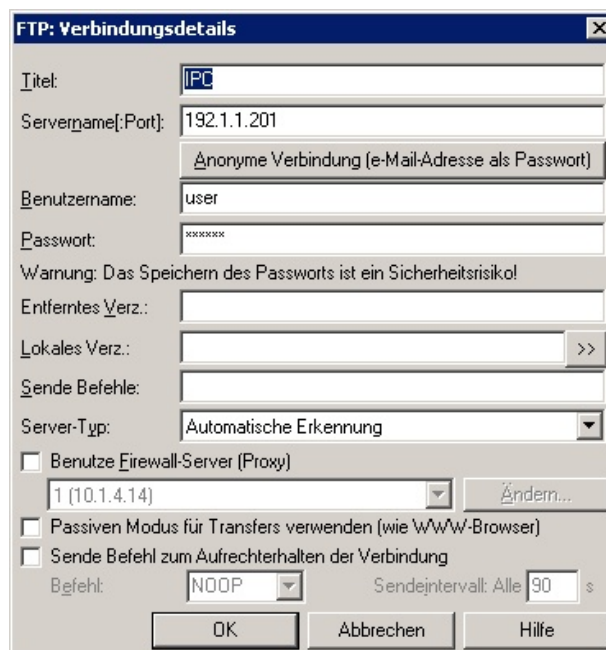 FTP: Verbindungsdetails
Titel: IPC
Servername[:Port]: 192.1.1.201
Anonyme Verbindung (e-Mail-Adresse als Passwort)
Benutzername: user
Passwort: ******
Warnung: Das Speichern des Passworts ist ein Sicherheitsrisiko!
Entferntes Verz.:
Lokales Verz.: >>
Sende Befehle:
Server-Typ: Automatische Erkennung
Benutze Firewall-Server (Proxy)
1 (10.1.4.14) Ändern...
Passiven Modus für Transfers verwenden (wie WWW-Browser)
Sende Befehl zum Aufrechterhalten der Verbindung
Befehl: NOOP Sendeintervall: Alle 90 s
OK Abbrechen Hilfe